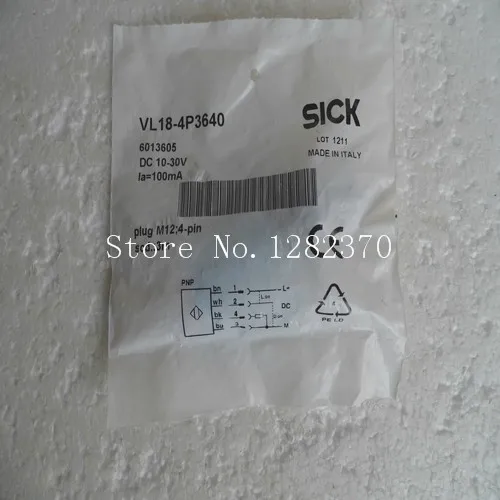 VL18-4P3640
SICK
LOT 1211
MADE IN ITALY
6013605
DC 10-30V
Ia=100mA
plug M12;4-pin
Store No.:1282370
CE
PNP
bn 1 L+
wh 2
DC
bk 4
bu 3 M
PE LD